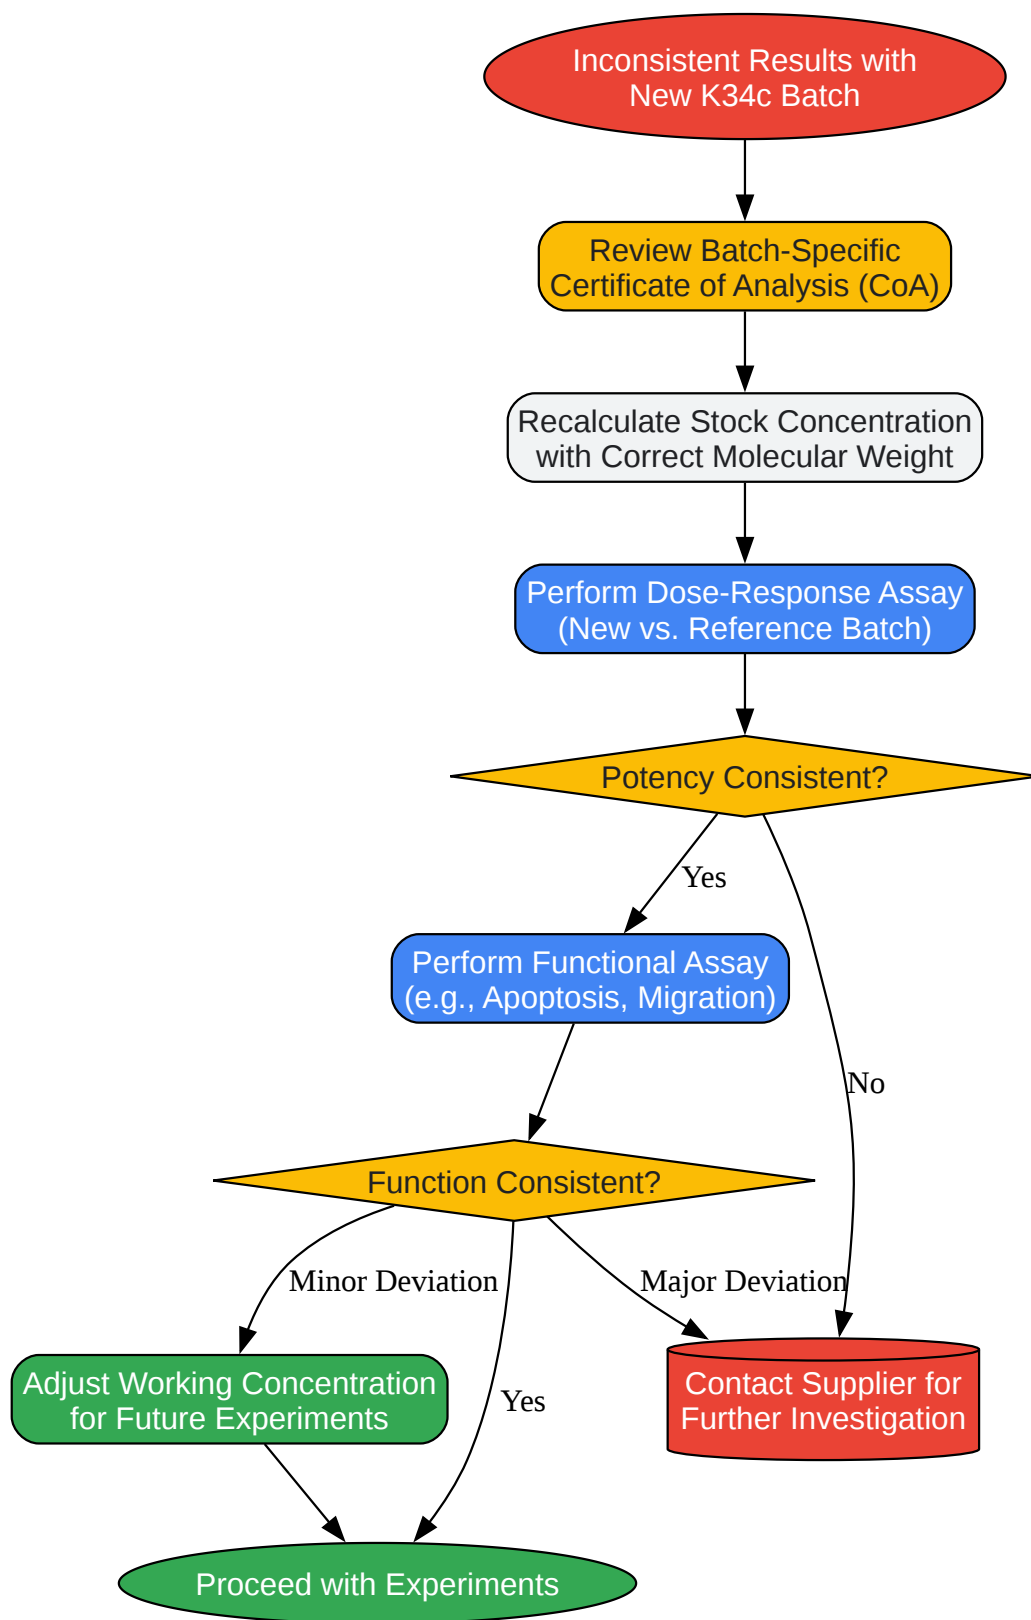 Inconsistent Results with
New K34c Batch
Review Batch-Specific
Certificate of Analysis (CoA)
Recalculate Stock Concentration
with Correct Molecular Weight
Perform Dose-Response Assay
(New vs. Reference Batch)
Potency Consistent?
Yes
Perform Functional Assay
(e.g., Apoptosis, Migration)
No
Function Consistent?
Minor Deviation
Major Deviation
Adjust Working Concentration
for Future Experiments
Yes
Contact Supplier for
Further Investigation
Proceed with Experiments